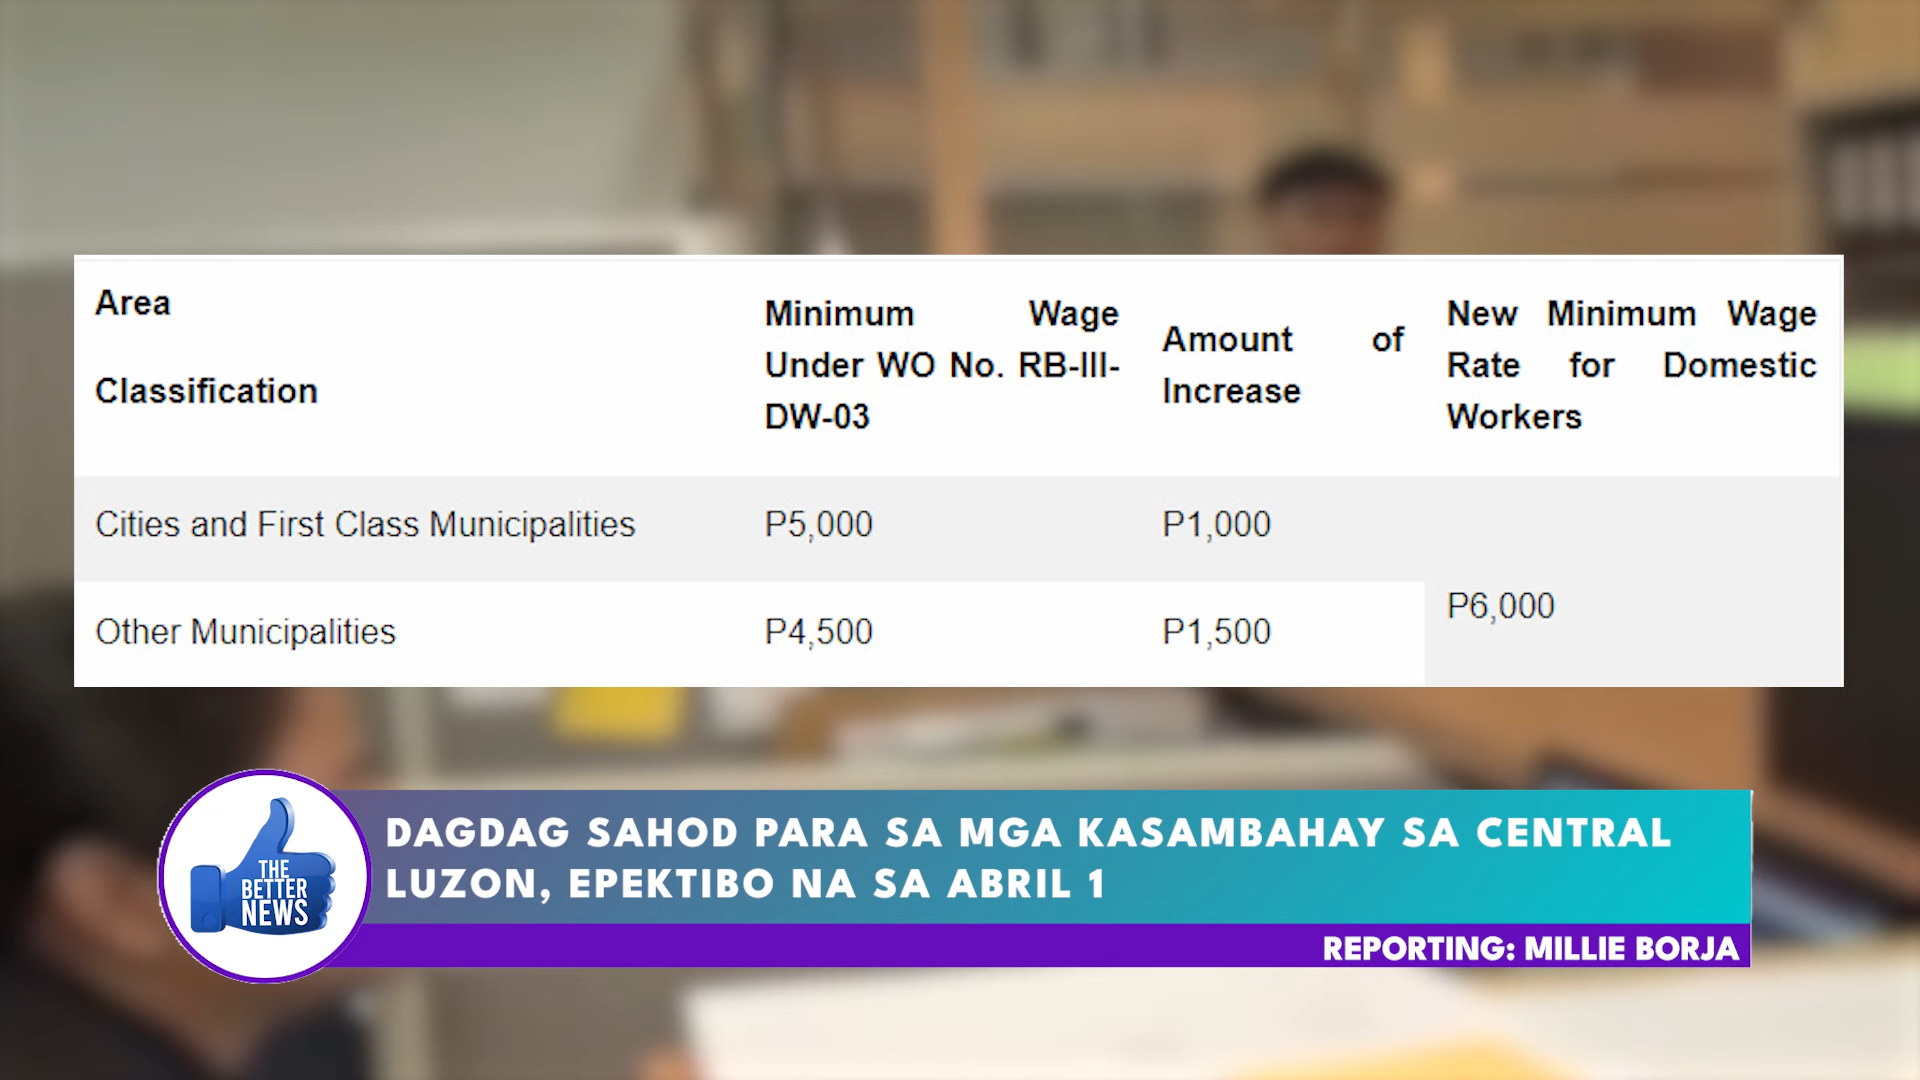 Area
Classification
Minimum Wage
Under WO No. RB-III-
DW-03
Amount of
Increase
New Minimum Wage
Rate for Domestic
Workers
Cities and First Class Municipalities
P5,000
P1,000
P6,000
Other Municipalities
P4,500
P1,500
THE
BETTER
NEWS
DAGDAG SAHOD PARA SA MGA KASAMBAHAY SA CENTRAL
LUZON, EPEKTIBO NA SA ABRIL 1
REPORTING: MILLIE BORJA